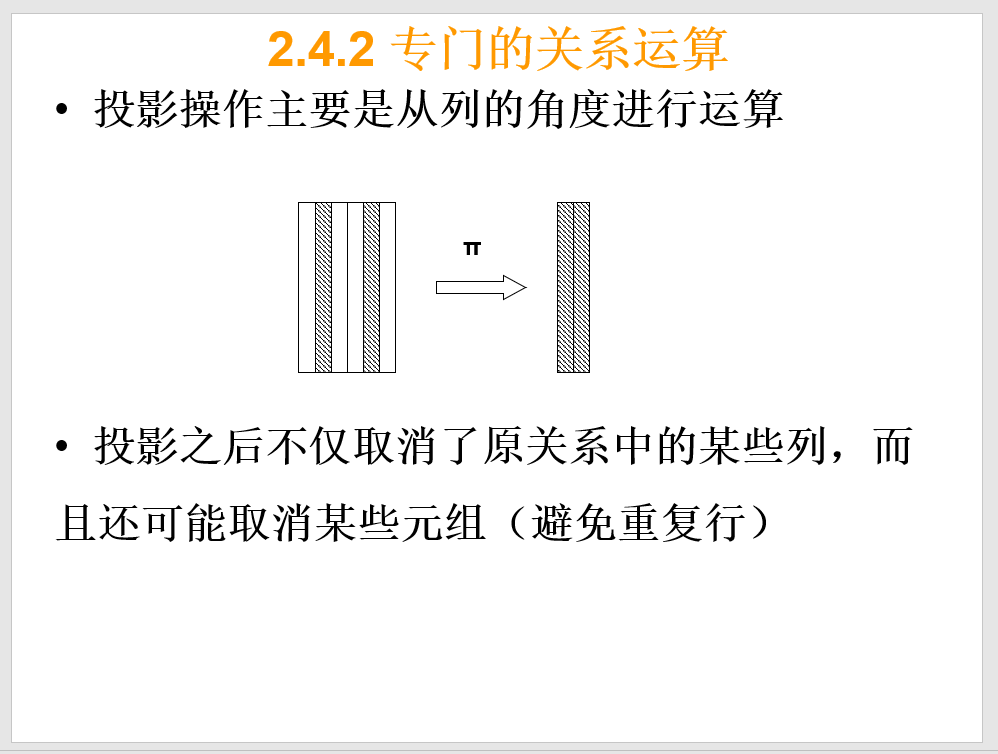 2.4.2 专门的关系运算
• 投影操作主要是从列的角度进行运算
π
• 投影之后不仅取消了原关系中的某些列，而
且还可能取消某些元组（避免重复行）